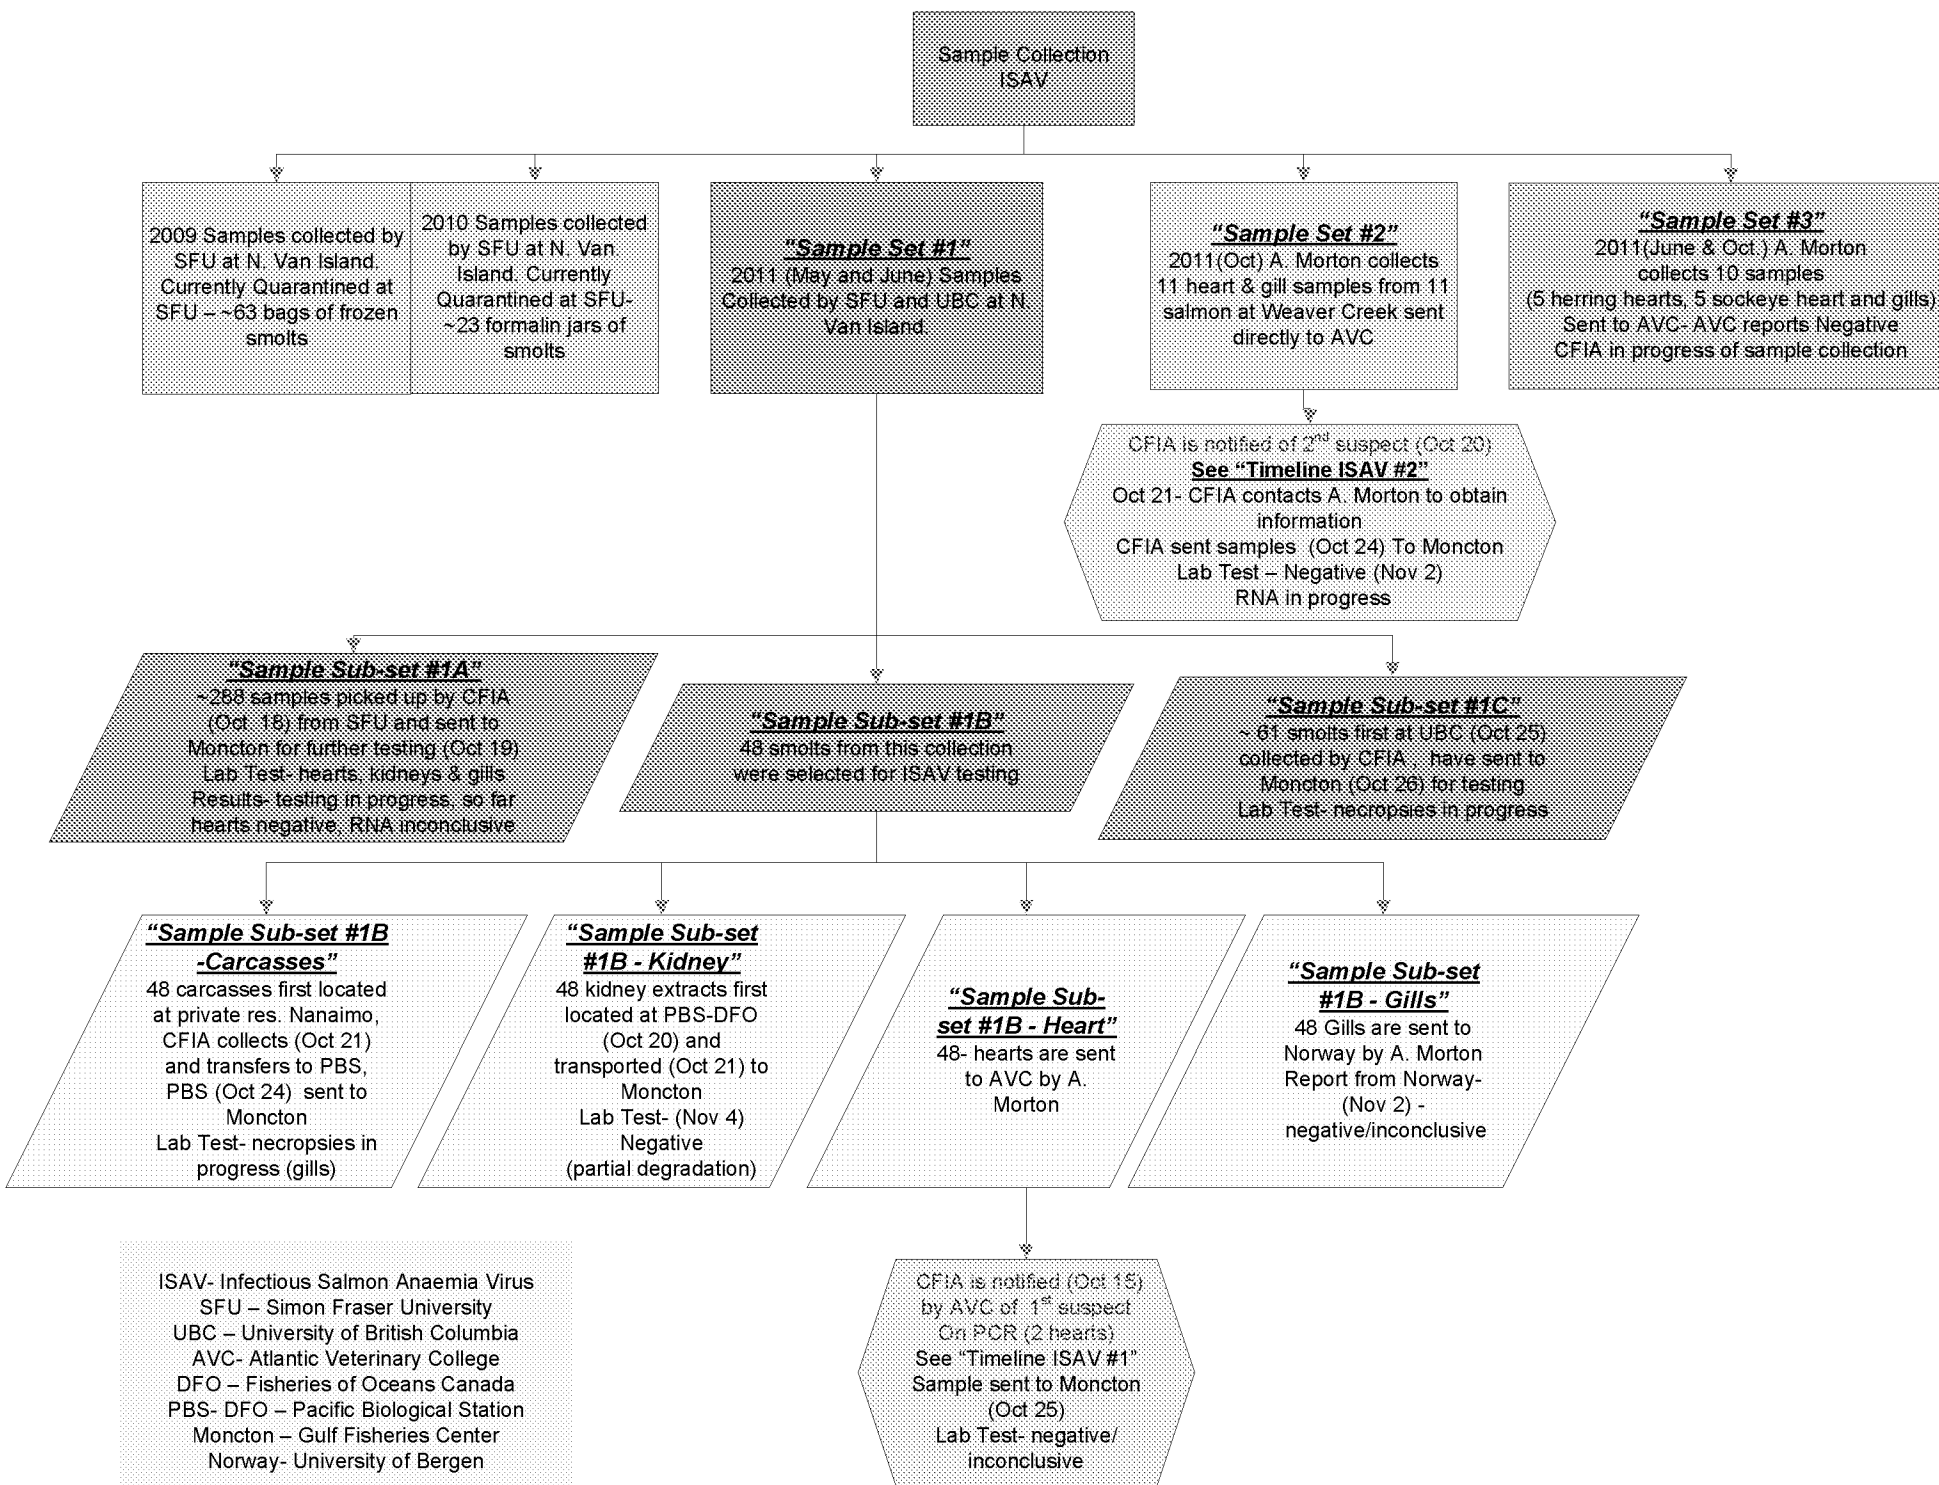 Sample Collection
ISAV
2009 Samples collected by
SFU at N. Van Island.
Currently Quarantined at
SFU – ~63 bags of frozen
smolts
2010 Samples collected
by SFU at N. Van
Island. Currently
Quarantined at SFU-
~23 formalin jars of
smolts
“Sample Set #1”
2011 (May and June) Samples
Collected by SFU and UBC at N.
Van Island.
“Sample Set #2”
2011(Oct) A. Morton collects
11 heart & gill samples from 11
salmon at Weaver Creek sent
directly to AVC
“Sample Set #3”
2011(June & Oct.) A. Morton
collects 10 samples
(5 herring hearts, 5 sockeye heart and gills)
Sent to AVC- AVC reports Negative
CFIA in progress of sample collection
CFIA is notified of 2nd suspect (Oct 20)
See “Timeline ISAV #2”
Oct 21- CFIA contacts A. Morton to obtain
information
CFIA sent samples (Oct 24) To Moncton
Lab Test – Negative (Nov 2)
RNA in progress
“Sample Sub-set #1A”
~288 samples picked up by CFIA
(Oct. 18) from SFU and sent to
Moncton for further testing (Oct 19)
Lab Test- hearts, kidneys & gills
Results- testing in progress, so far
hearts negative, RNA inconclusive
“Sample Sub-set #1B”
48 smolts from this collection
were selected for ISAV testing
“Sample Sub-set #1C”
~ 61 smolts first at UBC (Oct 25)
collected by CFIA , have sent to
Moncton (Oct 26) for testing
Lab Test- necropsies in progress
“Sample Sub-set #1B
-Carcasses”
48 carcasses first located
at private res. Nanaimo,
CFIA collects (Oct 21)
and transfers to PBS,
PBS (Oct 24) sent to
Moncton
Lab Test- necropsies in
progress (gills)
“Sample Sub-set
#1B - Kidney”
48 kidney extracts first
located at PBS-DFO
(Oct 20) and
transported (Oct 21) to
Moncton
Lab Test- (Nov 4)
Negative
(partial degradation)
“Sample Sub-
set #1B - Heart”
48- hearts are sent
to AVC by A.
Morton
“Sample Sub-set
#1B - Gills”
48 Gills are sent to
Norway by A. Morton
Report from Norway-
(Nov 2) -
negative/inconclusive
CFIA is notified (Oct 15)
by AVC of 1st suspect
On PCR (2 hearts)
See “Timeline ISAV #1”
Sample sent to Moncton
(Oct 25)
Lab Test- negative/
inconclusive
ISAV- Infectious Salmon Anaemia Virus
SFU – Simon Fraser University
UBC – University of British Columbia
AVC- Atlantic Veterinary College
DFO – Fisheries of Oceans Canada
PBS- DFO – Pacific Biological Station
Moncton – Gulf Fisheries Center
Norway- University of Bergen